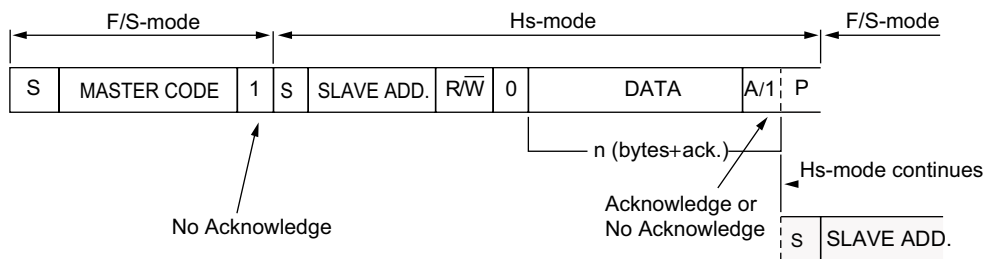 F/S-mode Hs-mode F/S-mode
S MASTER CODE 1 S SLAVE ADD. R/W̅ 0 DATA A/1 P
n (bytes+ack.)
Hs-mode continues
No Acknowledge
Acknowledge or
No Acknowledge
S SLAVE ADD.